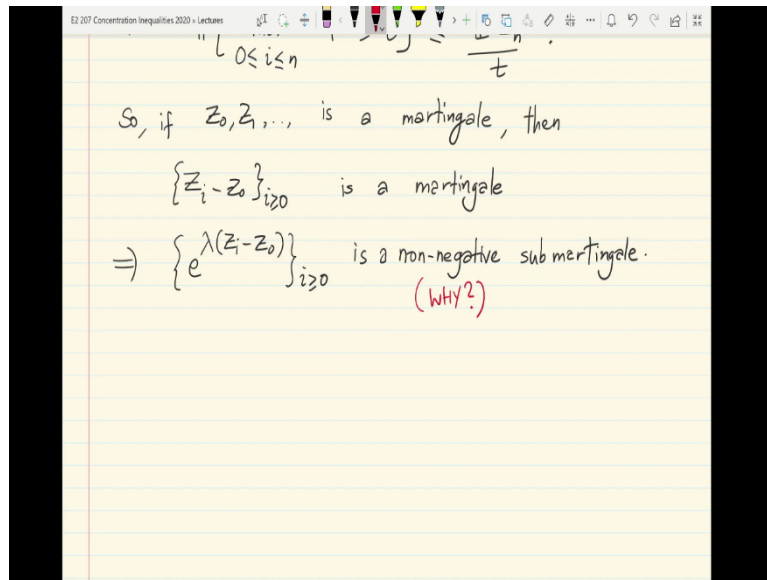 E2 207 Concentration Inequalities 2020 » Lectures
0≤i≤n
t
So, if Z₀, Z₁, ..., is a martingale, then
{Zᵢ - Z₀}ᵢ≥₀ is a martingale
⇒ {e^λ(Zᵢ - Z₀)}ᵢ≥₀ is a non-negative submartingale.
(WHY?)